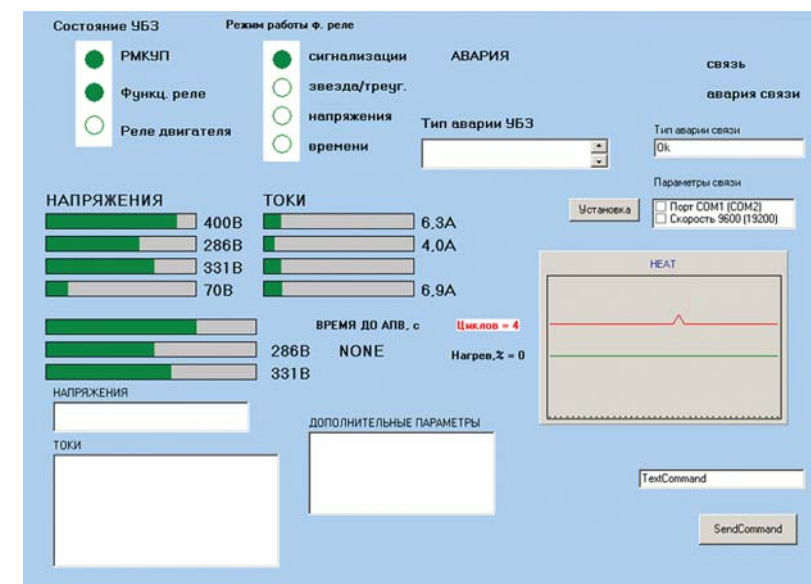 Состояние УБЗ
РМКУП
Функц. реле
Реле двигателя
Режим работы ф. реле
сигнализации
звезда/треуг.
напряжения
времени
АВАРИЯ
Тип аварии УБЗ
связь
авария связи
Тип аварии связи
Ok
Параметры связи
Установка
Порт COM1 (COM2)
Скорость 9600 (19200)
НАПРЯЖЕНИЯ
400В
286В
331В
70В
ТОКИ
6,3А
4,0А
6,9А
286В
331В
ВРЕМЯ ДО АПВ, с
NONE
Циклов = 4
Нагрев,% = 0
HEAT
НАПРЯЖЕНИЯ
ТОКИ
ДОПОЛНИТЕЛЬНЫЕ ПАРАМЕТРЫ
TextCommand
SendCommand